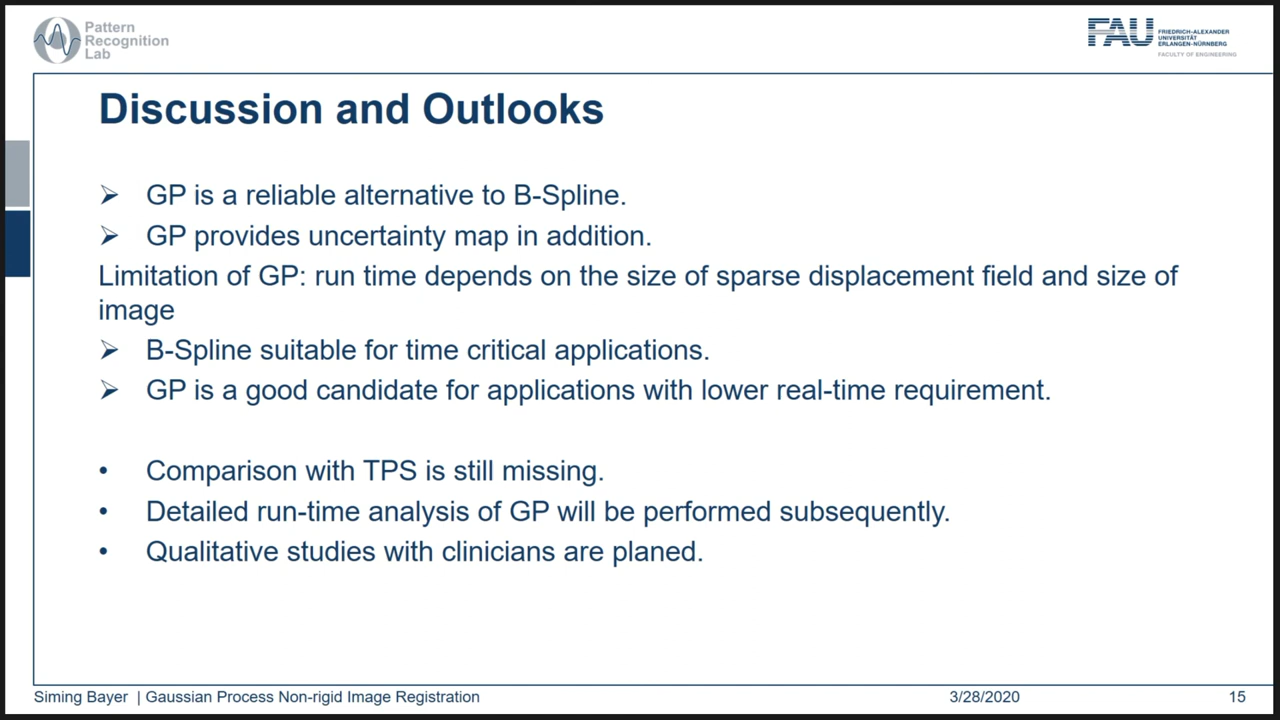 Pattern
Recognition
Lab
FAU
FRIEDRICH-ALEXANDER
UNIVERSITÄT
ERLANGEN-NÜRNBERG
FACULTY OF ENGINEERING
Discussion and Outlooks
➢ GP is a reliable alternative to B-Spline.
➢ GP provides uncertainty map in addition.
Limitation of GP: run time depends on the size of sparse displacement field and size of
image
➢ B-Spline suitable for time critical applications.
➢ GP is a good candidate for applications with lower real-time requirement.
• Comparison with TPS is still missing.
• Detailed run-time analysis of GP will be performed subsequently.
• Qualitative studies with clinicians are planed.
Siming Bayer | Gaussian Process Non-rigid Image Registration 3/28/2020 15